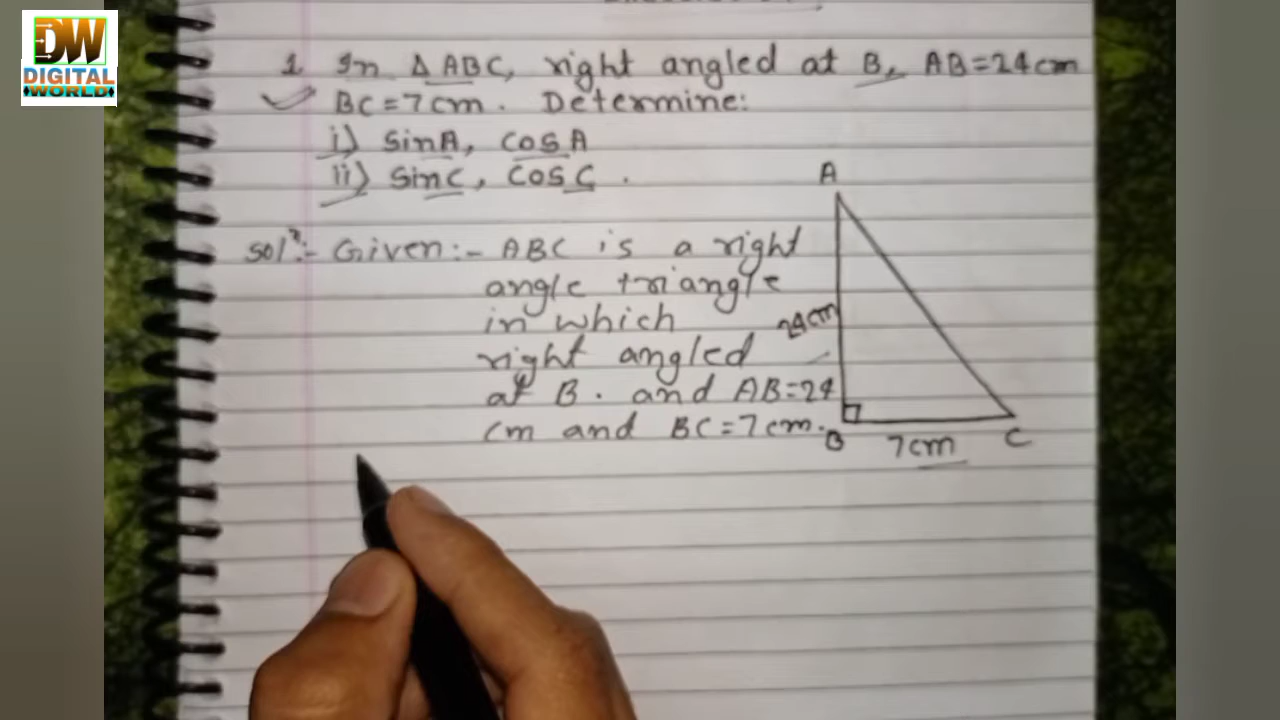 DW
DIGITAL
WORLD
1 In △ABC, right angled at B, AB=24cm
BC=7cm. Determine:
i) sinA, cosA
ii) sinC, cosC.
A
solⁿ:- Given:- ABC is a right
angle triangle
in which
24cm
right angled
at B. and AB=24
cm and BC=7cm.
B 7cm C